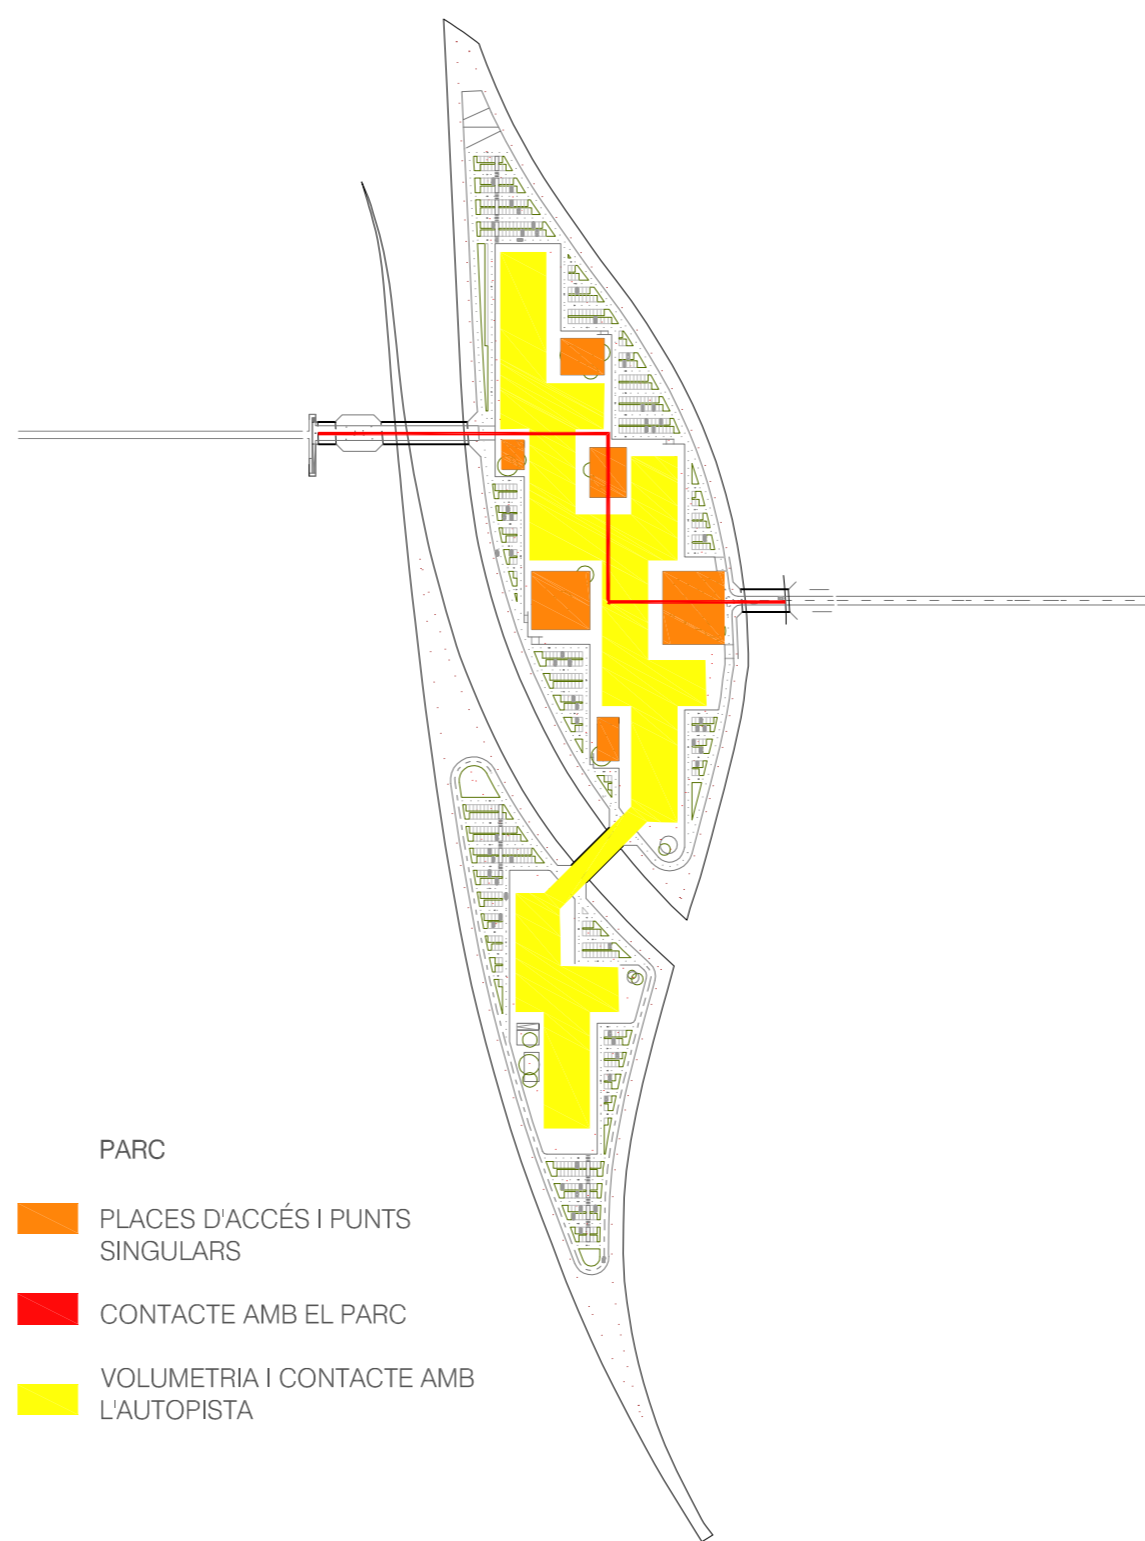 PARC
PLACES D'ACCÉS I PUNTS
SINGULARS
CONTACTE AMB EL PARC
VOLUMETRIA I CONTACTE AMB
L'AUTOPISTA